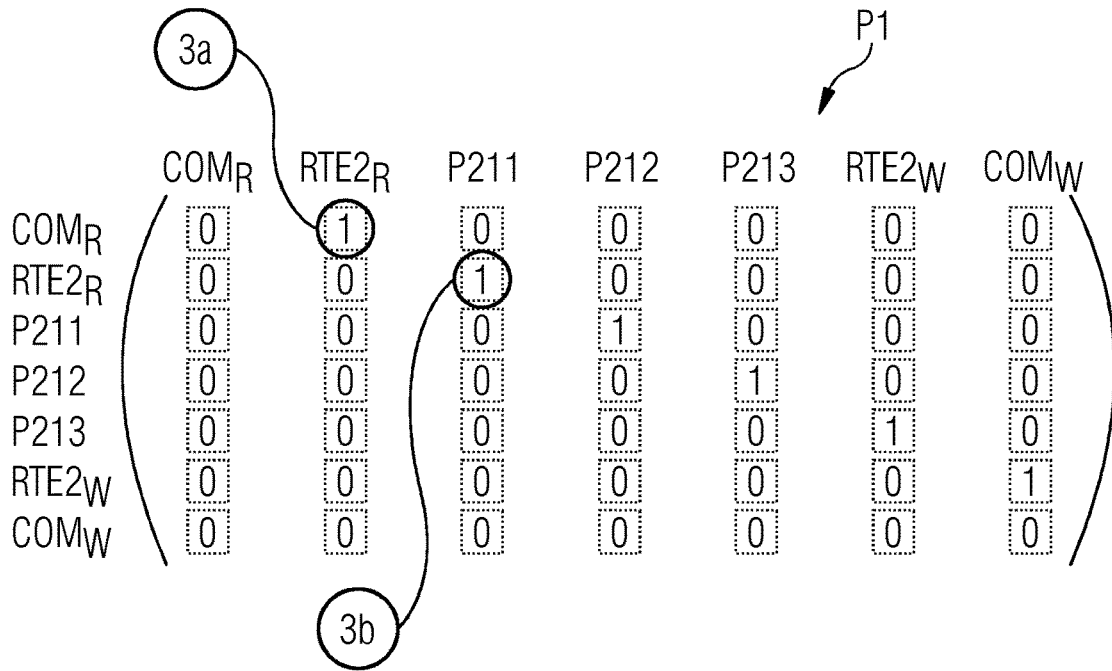 3a
P1
COMR RTE2R P211 P212 P213 RTE2W COMW
COMR 0 1 0 0 0 0 0
RTE2R 0 0 1 0 0 0 0
P211 0 0 0 1 0 0 0
P212 0 0 0 0 1 0 0
P213 0 0 0 0 0 1 0
RTE2W 0 0 0 0 0 0 1
COMW 0 0 0 0 0 0 0
3b